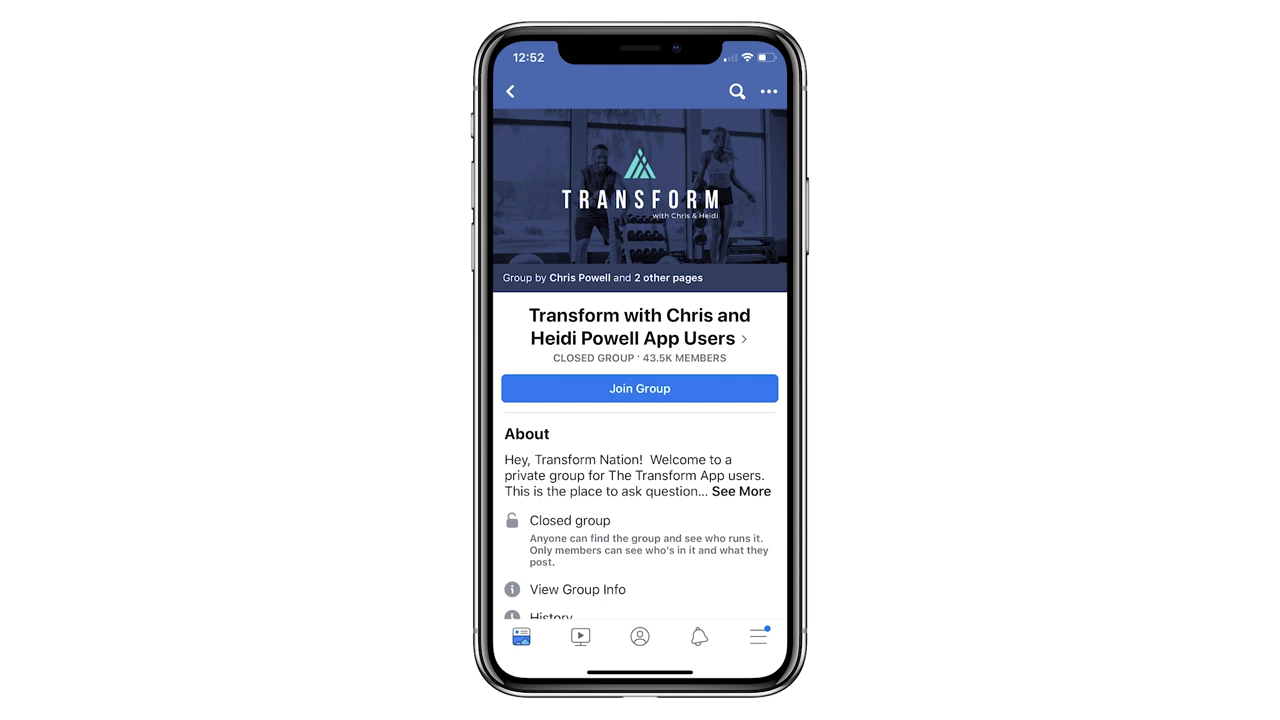 12:52
TRANSFORM
with Chris & Heidi
Group by Chris Powell and 2 other pages
Transform with Chris and
Heidi Powell App Users
CLOSED GROUP · 43.5K MEMBERS
Join Group
About
Hey, Transform Nation!  Welcome to a
private group for The Transform App users.
This is the place to ask question... See More
Closed group
Anyone can find the group and see who runs it.
Only members can see who's in it and what they
post.
View Group Info
History